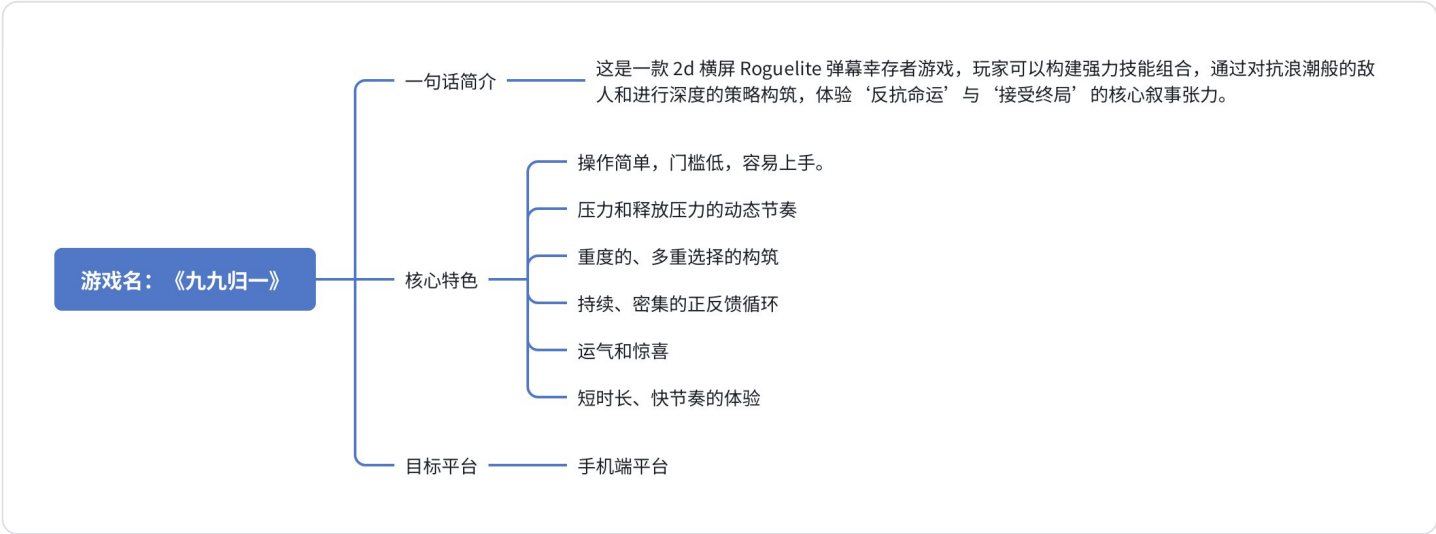 一句话简介
这是一款 2d 横屏 Roguelite 弹幕幸存者游戏，玩家可以构建强力技能组合，通过对抗浪潮般的敌
人和进行深度的策略构筑，体验‘反抗命运’与‘接受终局’的核心叙事张力。
操作简单，门槛低，容易上手。
压力和释放压力的动态节奏
重度的、多重选择的构筑
游戏名：《九九归一》
核心特色
持续、密集的正反馈循环
运气和惊喜
短时长、快节奏的体验
目标平台
手机端平台